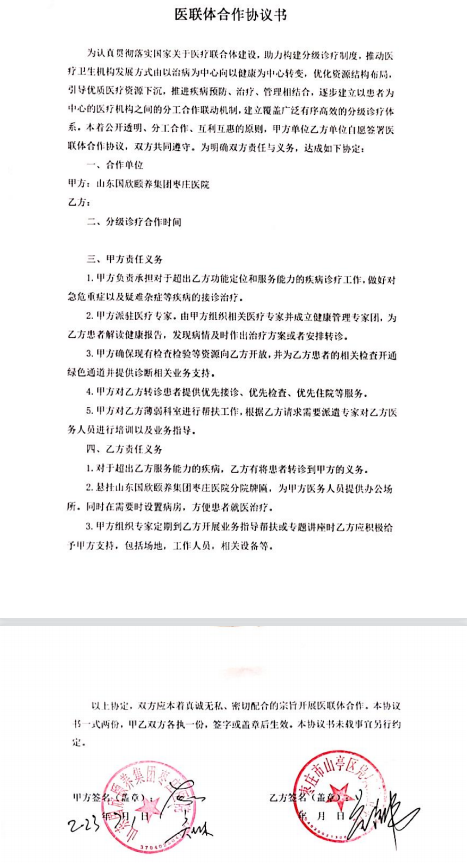 医联体合作协议书
为认真贯彻落实国家关于医疗联合体建设，助力构建分级诊疗制度，推动医
疗卫生机构发展方式由以治病为中心向以健康为中心转变，优化资源结构布局，
引导优质医疗资源下沉，推进疾病预防、治疗、管理相结合，逐步建立以患者为
中心的医疗机构之间的分工合作联动机制，建立覆盖广泛有序高效的分级诊疗体
系。本着公开透明、分工合作、互利互惠的原则，甲方单位乙方单位自愿签署医
联体合作协议，双方共同遵守。为明确双方责任与义务，达成如下协定：
一、合作单位
甲方：山东国欣颐养集团枣庄医院
乙方：
二、分级诊疗合作时间
三、甲方责任义务
1.甲方负责承担对于超出乙方功能定位和服务能力的疾病诊疗工作，做好对
急危重症以及疑难杂症等疾病的接诊治疗。
2.甲方派驻医疗专家。由甲方组织相关医疗专家并成立健康管理专家团，为
乙方患者解读健康报告，发现病情及时作出治疗方案或者安排转诊。
3.甲方确保现有检查检验等资源向乙方开放，并为乙方患者的相关检查开通
绿色通道并提供诊断相关业务支持。
4.甲方对乙方转诊患者提供优先接诊、优先检查、优先住院等服务。
5.甲方对乙方薄弱科室进行帮扶工作，根据乙方请求需要派遣专家对乙方医
务人员进行培训以及业务指导。
四、乙方责任义务
1.对于超出乙方服务能力的疾病，乙方有将患者转诊到甲方的义务。
2.悬挂山东国欣颐养集团枣庄医院分院牌匾，为甲方医务人员提供办公场
所。同时在需要时设置病房，方便患者就医治疗。
3.甲方组织专家定期到乙方开展业务指导帮扶或专题讲座时乙方应积极给
予甲方支持，包括场地，工作人员，相关设备等。
以上协定，双方应本着真诚无私、密切配合的宗旨开展医联体合作。本协议
书一式两份，甲乙双方各执一份，签字或盖章后生效。本协议书未载事宜另行约
定。
甲方签名（盖章）： 乙方签名（盖章）：
年 月 日 年 月 日